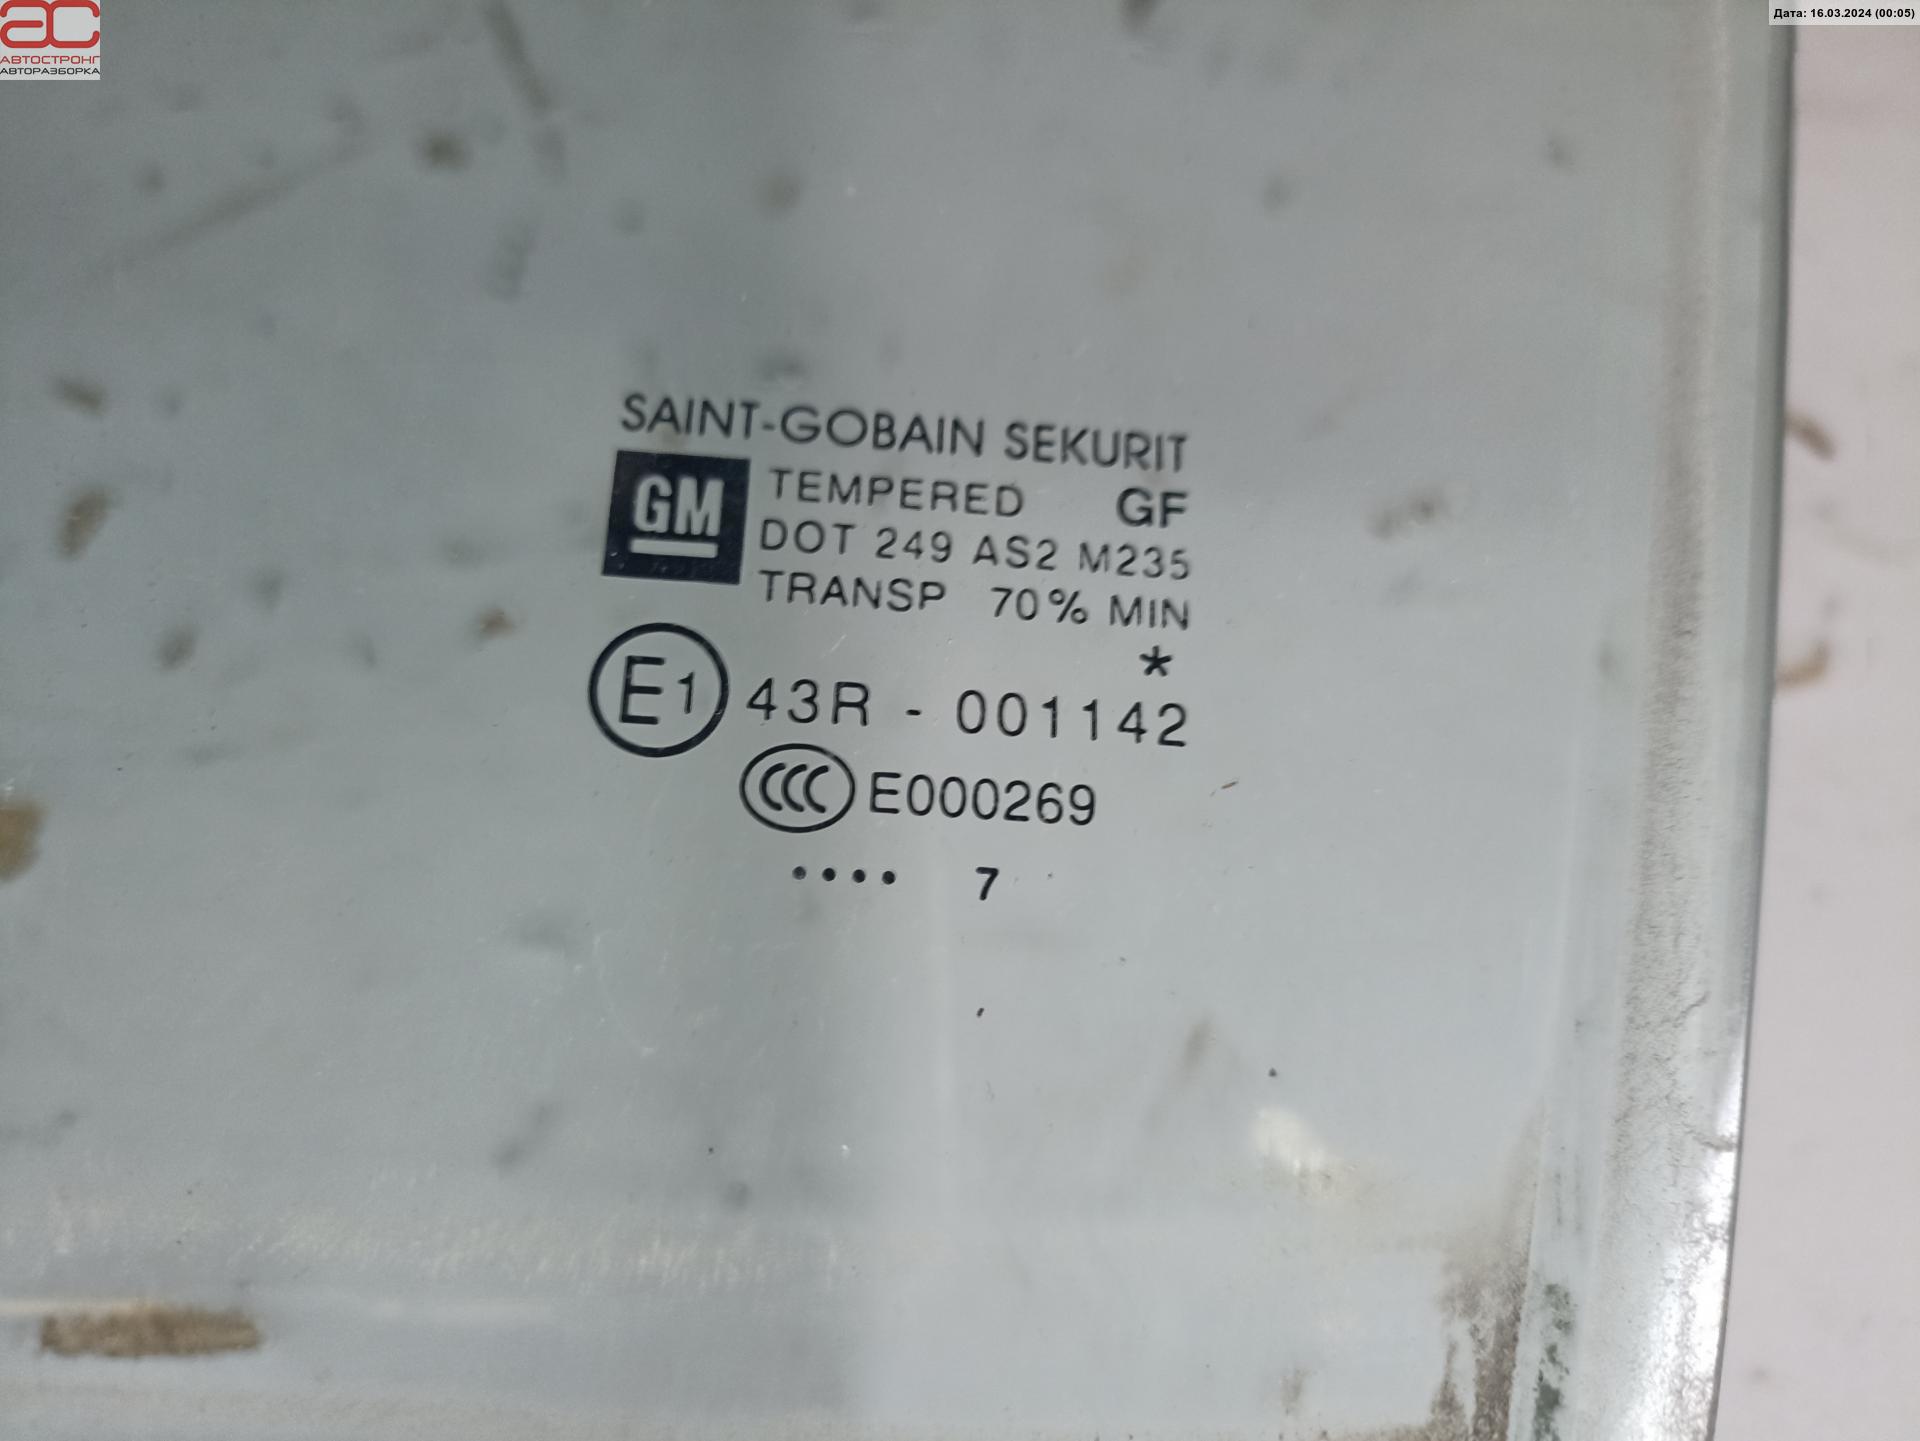 АС
АВТОСТРОНГ
АВТОРАЗБОРКА
Дата: 16.03.2024 (00:05)
SAINT-GOBAIN SEKURIT
GM
TEMPERED GF
DOT 249 AS2 M235
TRANSP 70% MIN
*
E1 43R - 001142
CCC E000269
•••• 7